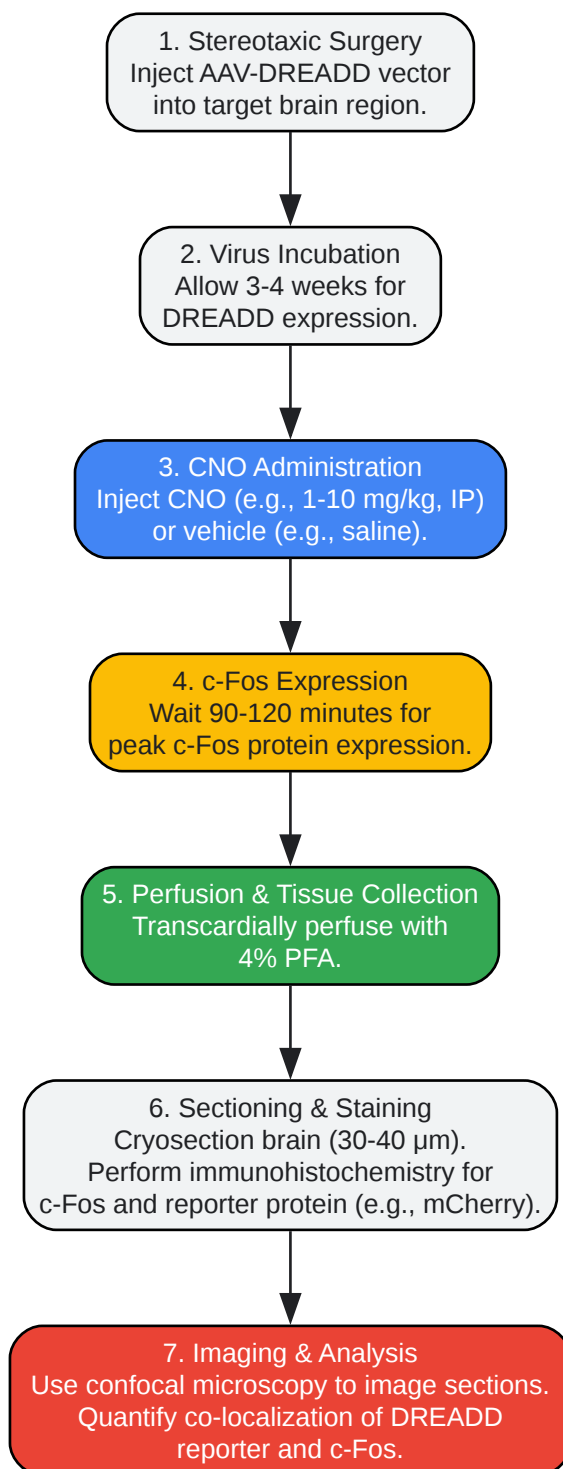 1. Stereotaxic Surgery
Inject AAV-DREADD vector
into target brain region.
2. Virus Incubation
Allow 3-4 weeks for
DREADD expression.
3. CNO Administration
Inject CNO (e.g., 1-10 mg/kg, IP)
or vehicle (e.g., saline).
4. c-Fos Expression
Wait 90-120 minutes for
peak c-Fos protein expression.
5. Perfusion & Tissue Collection
Transcardially perfuse with
4% PFA.
6. Sectioning & Staining
Cryosection brain (30-40 μm).
Perform immunohistochemistry for
c-Fos and reporter protein (e.g., mCherry).
7. Imaging & Analysis
Use confocal microscopy to image sections.
Quantify co-localization of DREADD
reporter and c-Fos.